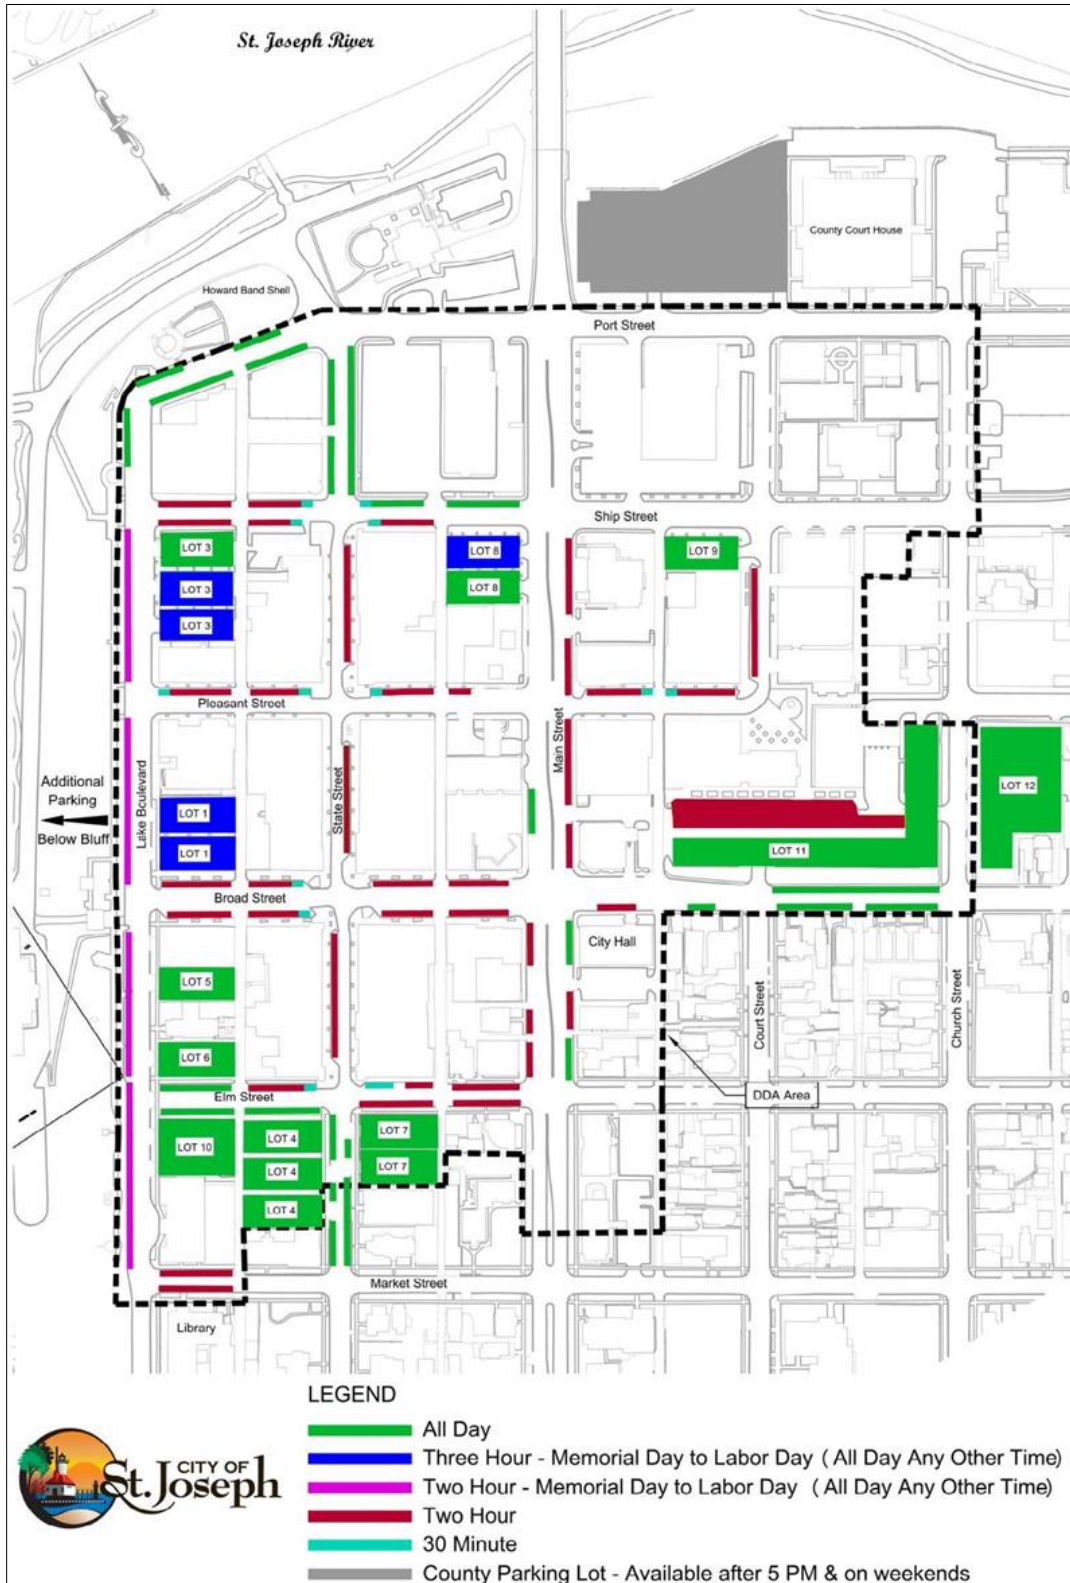 St. Joseph River
County Court House
Howard Band Shell
Port Street
Ship Street
LOT 3
LOT 8
LOT 9
LOT 3
LOT 8
LOT 3
Pleasant Street
Main Street
State Street
Lake Boulevard
Additional
Parking
Below Bluff
LOT 1
LOT 1
LOT 12
LOT 11
Broad Street
City Hall
LOT 5
Court Street
Church Street
LOT 6
Elm Street
DDA Area
LOT 10
LOT 4
LOT 7
LOT 4
LOT 7
LOT 4
Market Street
Library
LEGEND
All Day
Three Hour - Memorial Day to Labor Day ( All Day Any Other Time)
Two Hour - Memorial Day to Labor Day ( All Day Any Other Time)
Two Hour
30 Minute
County Parking Lot - Available after 5 PM & on weekends
CITY OF
St. Joseph